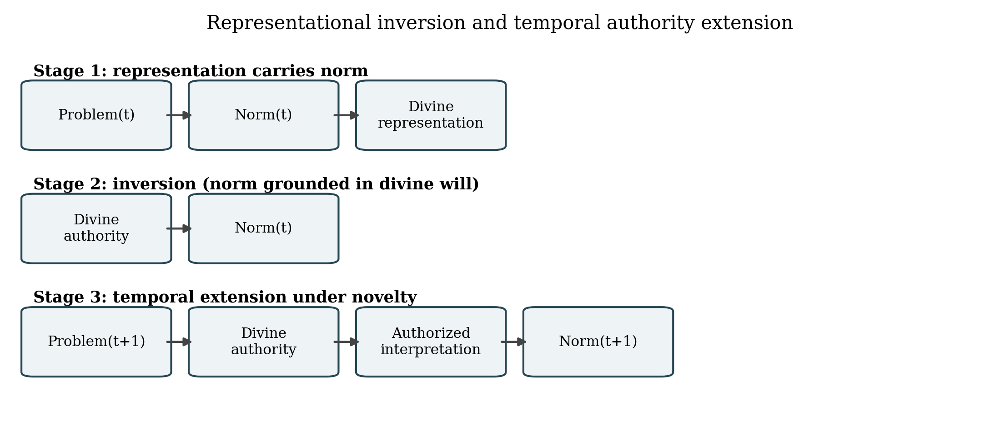 Representational inversion and temporal authority extension
Stage 1: representation carries norm
Problem(t)
Norm(t)
Divine
representation
Stage 2: inversion (norm grounded in divine will)
Divine
authority
Norm(t)
Stage 3: temporal extension under novelty
Problem(t+1)
Divine
authority
Authorized
interpretation
Norm(t+1)